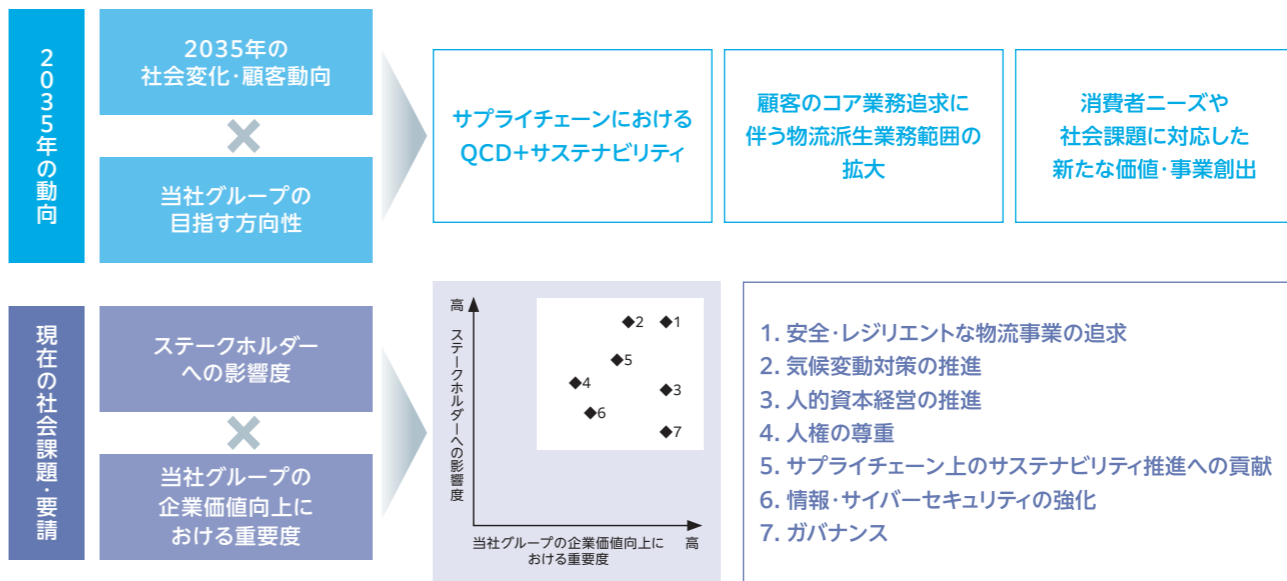 2035年の動向
2035年の
社会変化・顧客動向
当社グループの
目指す方向性
サプライチェーンにおける
QCD+サステナビリティ
顧客のコア業務追求に
伴う物流派生業務範囲の
拡大
消費者ニーズや
社会課題に対応した
新たな価値・事業創出
現在の社会課題・要請
ステークホルダー
への影響度
当社グループの
企業価値向上に
おける重要度
高
ステークホルダーへの影響度
◆2
◆1
◆5
◆4
◆3
◆6
◆7
当社グループの企業価値向上に
おける重要度
高
1. 安全・レジリエントな物流事業の追求
2. 気候変動対策の推進
3. 人的資本経営の推進
4. 人権の尊重
5. サプライチェーン上のサステナビリティ推進への貢献
6. 情報・サイバーセキュリティの強化
7. ガバナンス